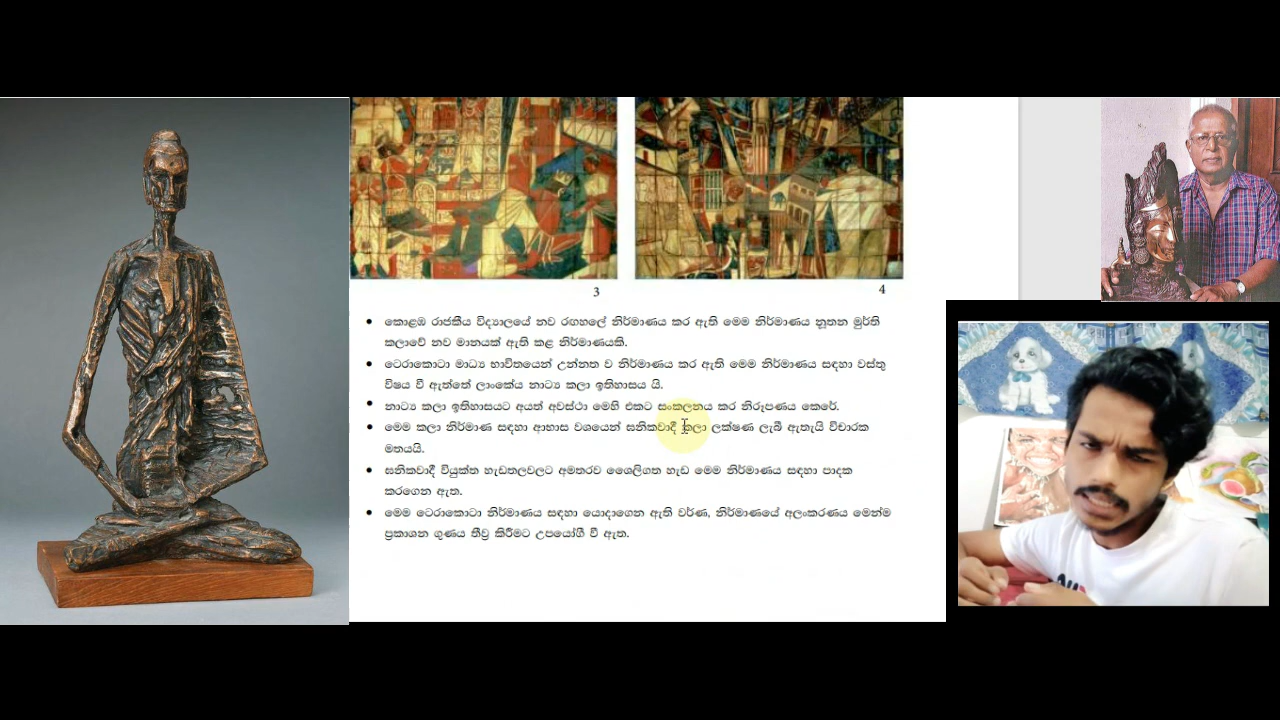 3
4
කොළඹ රාජකීය විද්‍යාලයේ නව රඟහලේ නිර්මාණය කර ඇති මෙම නිර්මාණය නූතන මුර්ති
කලාවේ නව මානයක් ඇති කළ නිර්මාණයකි.
ටෙරාකොටා මාධ්‍ය භාවිතයෙන් උන්නත ව නිර්මාණය කර ඇති මෙම නිර්මාණය සඳහා වස්තු
විෂය වී ඇත්තේ ලාංකේය නාට්‍ය කලා ඉතිහාසය යි.
නාට්‍ය කලා ඉතිහාසයට අයත් අවස්ථා මෙහි එකට සංකලනය කර නිරූපණය කෙරේ.
මෙම කලා නිර්මාණ සඳහා ආභාස වශයෙන් ඝනිකවාදී කලා ලක්ෂණ ලැබී ඇතැයි විචාරක
මතයයි.
ඝනිකවාදී වියුක්ත හැඩතලවලට අමතරව ශෛලිගත හැඩ මෙම නිර්මාණය සඳහා පාදක
කරගෙන ඇත.
මෙම ටෙරාකොටා නිර්මාණය සඳහා යොදාගෙන ඇති වර්ණ, නිර්මාණයේ අලංකරණය මෙන්ම
ප්‍රකාශන ගුණය තීව්‍ර කිරීමට උපයෝගී වී ඇත.